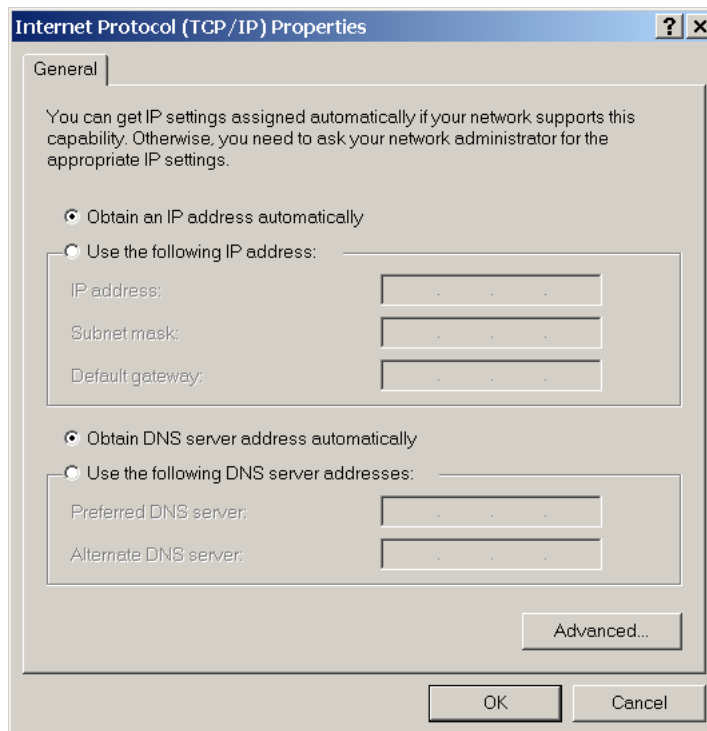 Internet Protocol (TCP/IP) Properties
General
You can get IP settings assigned automatically if your network supports this
capability. Otherwise, you need to ask your network administrator for the
appropriate IP settings.
Obtain an IP address automatically
Use the following IP address:
IP address:
Subnet mask:
Default gateway:
Obtain DNS server address automatically
Use the following DNS server addresses:
Preferred DNS server:
Alternate DNS server:
Advanced...
OK
Cancel